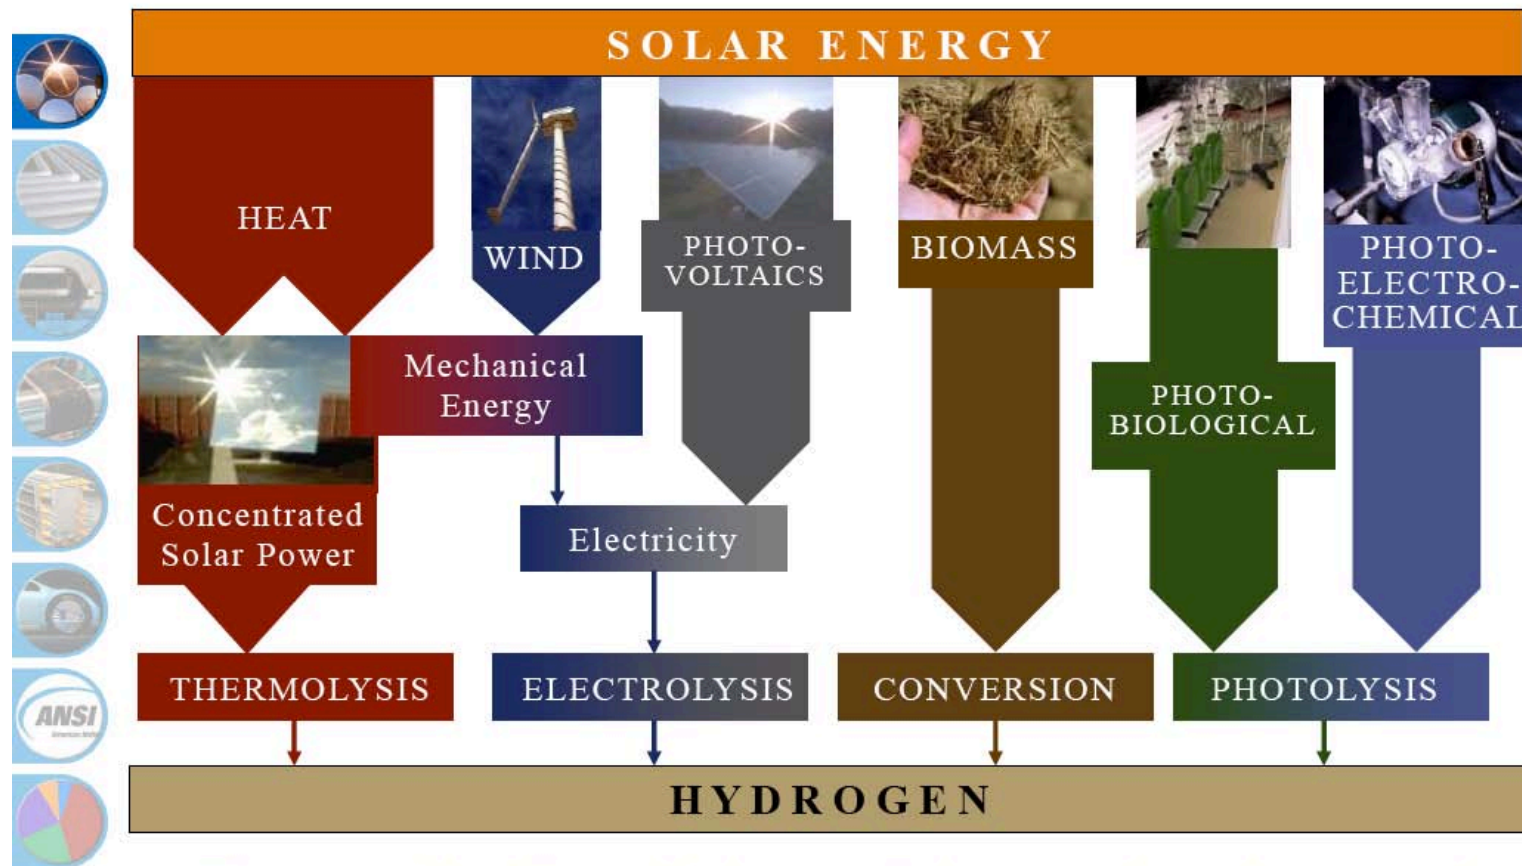 SOLAR ENERGY
HEAT
WIND
PHOTO-
VOLTAICS
BIOMASS
PHOTO-
ELECTRO-
CHEMICAL
Mechanical
Energy
PHOTO-
BIOLOGICAL
Concentrated
Solar Power
Electricity
THERMOLYSIS
ELECTROLYSIS
CONVERSION
PHOTOLYSIS
ANSI
HYDROGEN